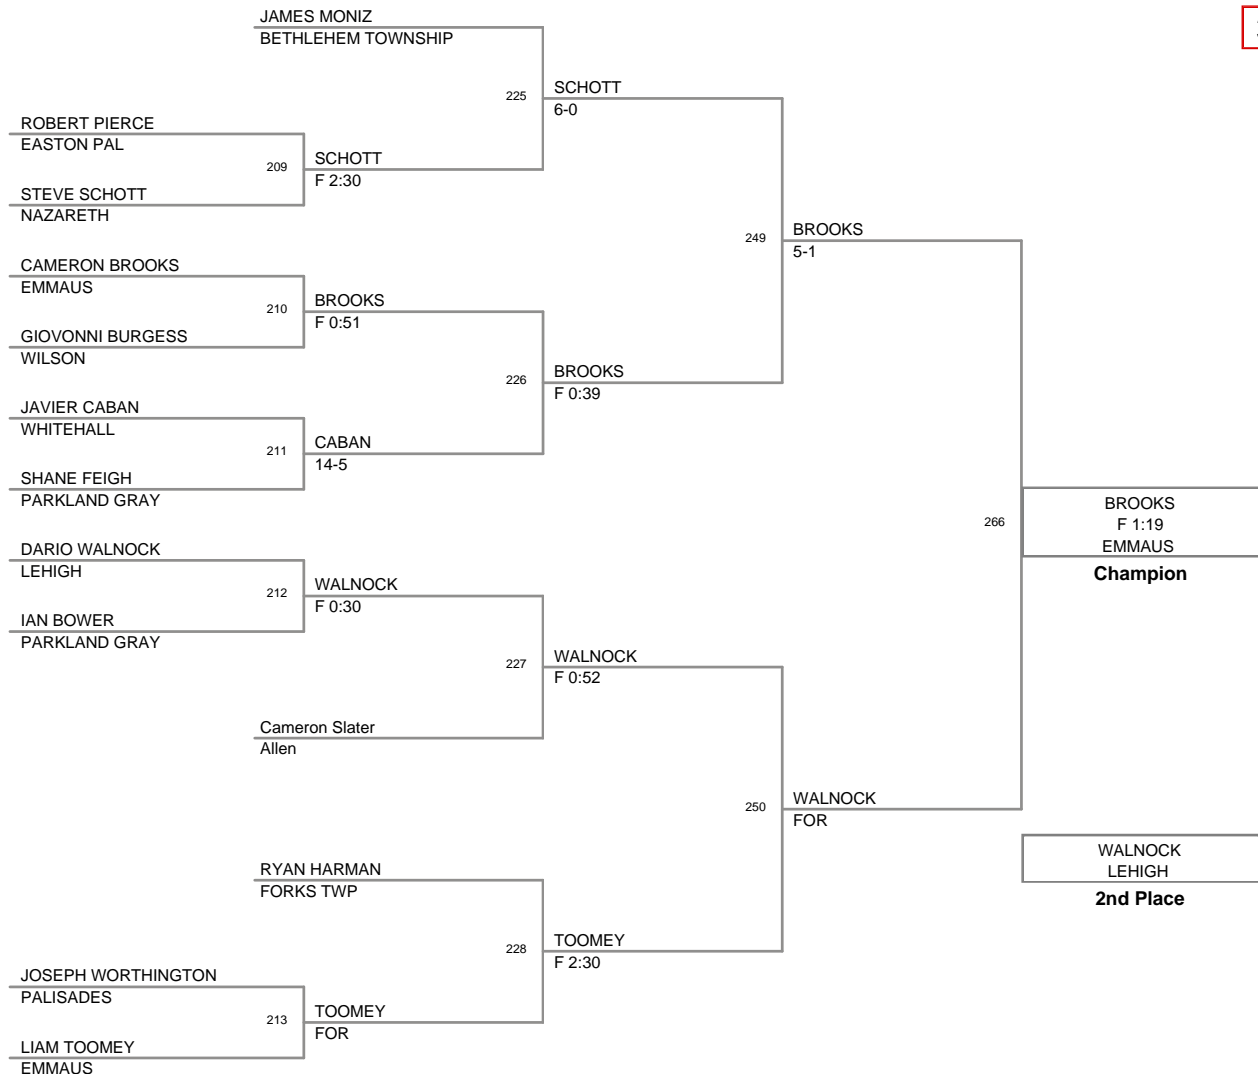 JAMES MONIZ
BETHLEHEM TOWNSHIP
225
SCHOTT
6-0
ROBERT PIERCE
EASTON PAL
209
SCHOTT
F 2:30
STEVE SCHOTT
NAZARETH
249
BROOKS
5-1
CAMERON BROOKS
EMMAUS
210
BROOKS
F 0:51
GIOVONNI BURGESS
WILSON
226
BROOKS
F 0:39
JAVIER CABAN
WHITEHALL
211
CABAN
14-5
SHANE FEIGH
PARKLAND GRAY
266
BROOKS
F 1:19
EMMAUS
Champion
DARIO WALNOCK
LEHIGH
212
WALNOCK
F 0:30
IAN BOWER
PARKLAND GRAY
227
WALNOCK
F 0:52
Cameron Slater
Allen
250
WALNOCK
FOR
WALNOCK
LEHIGH
2nd Place
RYAN HARMAN
FORKS TWP
228
TOOMEY
F 2:30
JOSEPH WORTHINGTON
PALISADES
213
TOOMEY
FOR
LIAM TOOMEY
EMMAUS